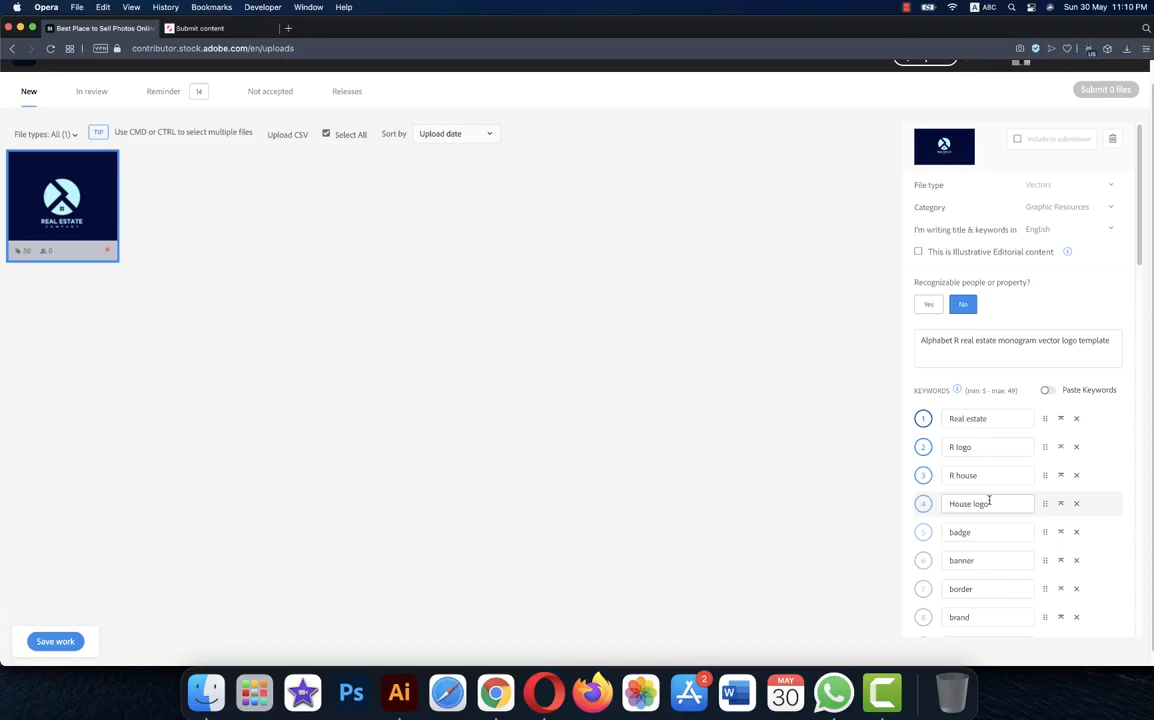 Opera File Edit View History Bookmarks Developer Window Help ABC Sun 30 May 11:10 PM
St Best Place to Sell Photos Onlin Submit content
VPN contributor.stock.adobe.com/en/uploads US
New In review Reminder 14 Not accepted Releases Submit 0 files
File types: All (1) TIP Use CMD or CTRL to select multiple files Upload CSV Select All Sort by Upload date
REAL ESTATE
COMPANY
50 0
Include in submission
File type Vectors
Category Graphic Resources
I'm writing title & keywords in English
This is Illustrative Editorial content
Recognizable people or property?
Yes No
Alphabet R real estate monogram vector logo template
KEYWORDS (min: 5 - max: 49) Paste Keywords
1 Real estate
2 R logo
3 R house
4 House logo
5 badge
6 banner
7 border
8 brand
Save work
Ps Ai 2 W MAY 30 C